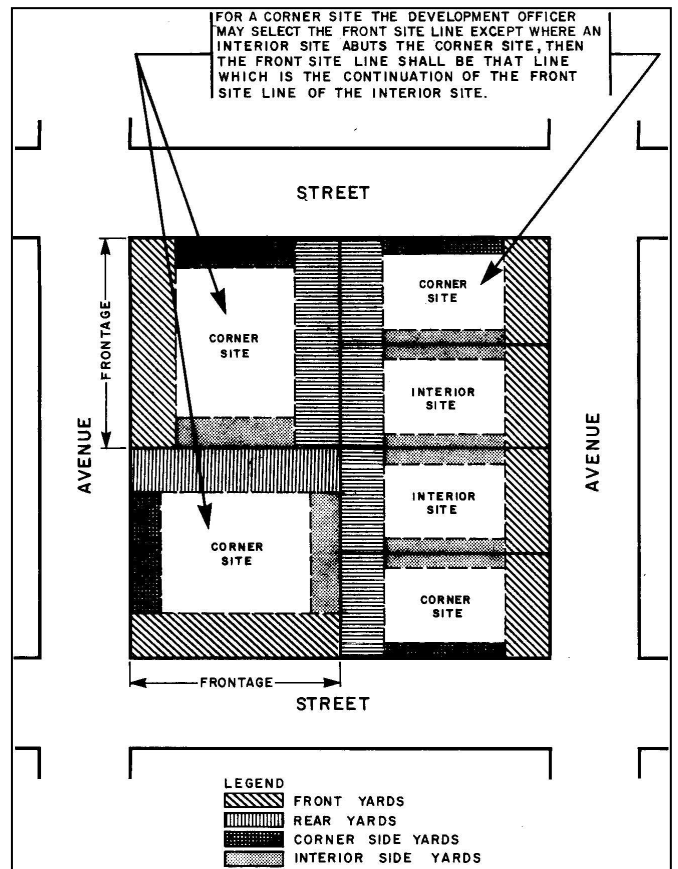 FOR A CORNER SITE THE DEVELOPMENT OFFICER
MAY SELECT THE FRONT SITE LINE EXCEPT WHERE AN
INTERIOR SITE ABUTS THE CORNER SITE, THEN
THE FRONT SITE LINE SHALL BE THAT LINE
WHICH IS THE CONTINUATION OF THE FRONT
SITE LINE OF THE INTERIOR SITE.
STREET
CORNER
SITE
FRONTAGE
CORNER
SITE
INTERIOR
SITE
AVENUE
AVENUE
INTERIOR
SITE
CORNER
SITE
CORNER
SITE
FRONTAGE
STREET
LEGEND
FRONT YARDS
REAR YARDS
CORNER SIDE YARDS
INTERIOR SIDE YARDS